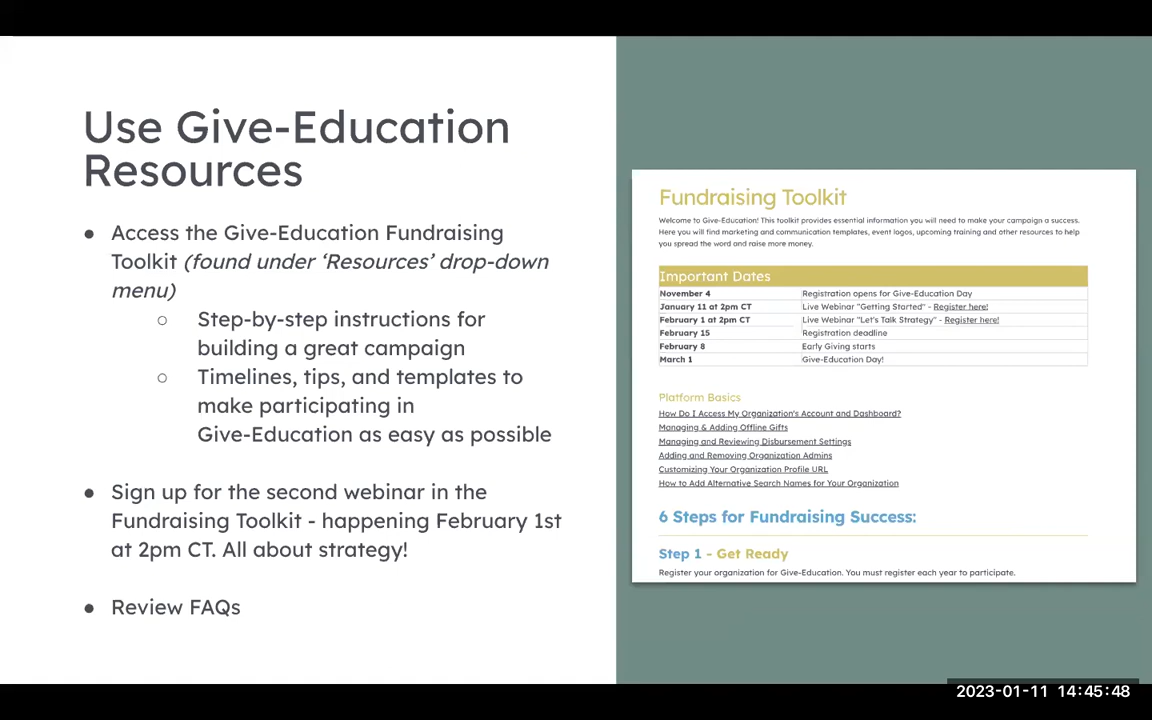 Use Give-Education
Resources
● Access the Give-Education Fundraising
Toolkit (found under ‘Resources’ drop-down
menu)
○ Step-by-step instructions for
building a great campaign
○ Timelines, tips, and templates to
make participating in
Give-Education as easy as possible
● Sign up for the second webinar in the
Fundraising Toolkit - happening February 1st
at 2pm CT. All about strategy!
● Review FAQs
Fundraising Toolkit
Welcome to Give-Education! This toolkit provides essential information you will need to make your campaign a success.
Here you will find marketing and communication templates, event logos, upcoming training and other resources to help
you spread the word and raise more money.
Important Dates
November 4 Registration opens for Give-Education Day
January 11 at 2pm CT Live Webinar "Getting Started" - Register here!
February 1 at 2pm CT Live Webinar "Let's Talk Strategy" - Register here!
February 15 Registration deadline
February 8 Early Giving starts
March 1 Give-Education Day!
Platform Basics
How Do I Access My Organization's Account and Dashboard?
Managing & Adding Offline Gifts
Managing and Reviewing Disbursement Settings
Adding and Removing Organization Admins
Customizing Your Organization Profile URL
How to Add Alternative Search Names for Your Organization
6 Steps for Fundraising Success:
Step 1 - Get Ready
Register your organization for Give-Education. You must register each year to participate.
2023-01-11 14:45:48